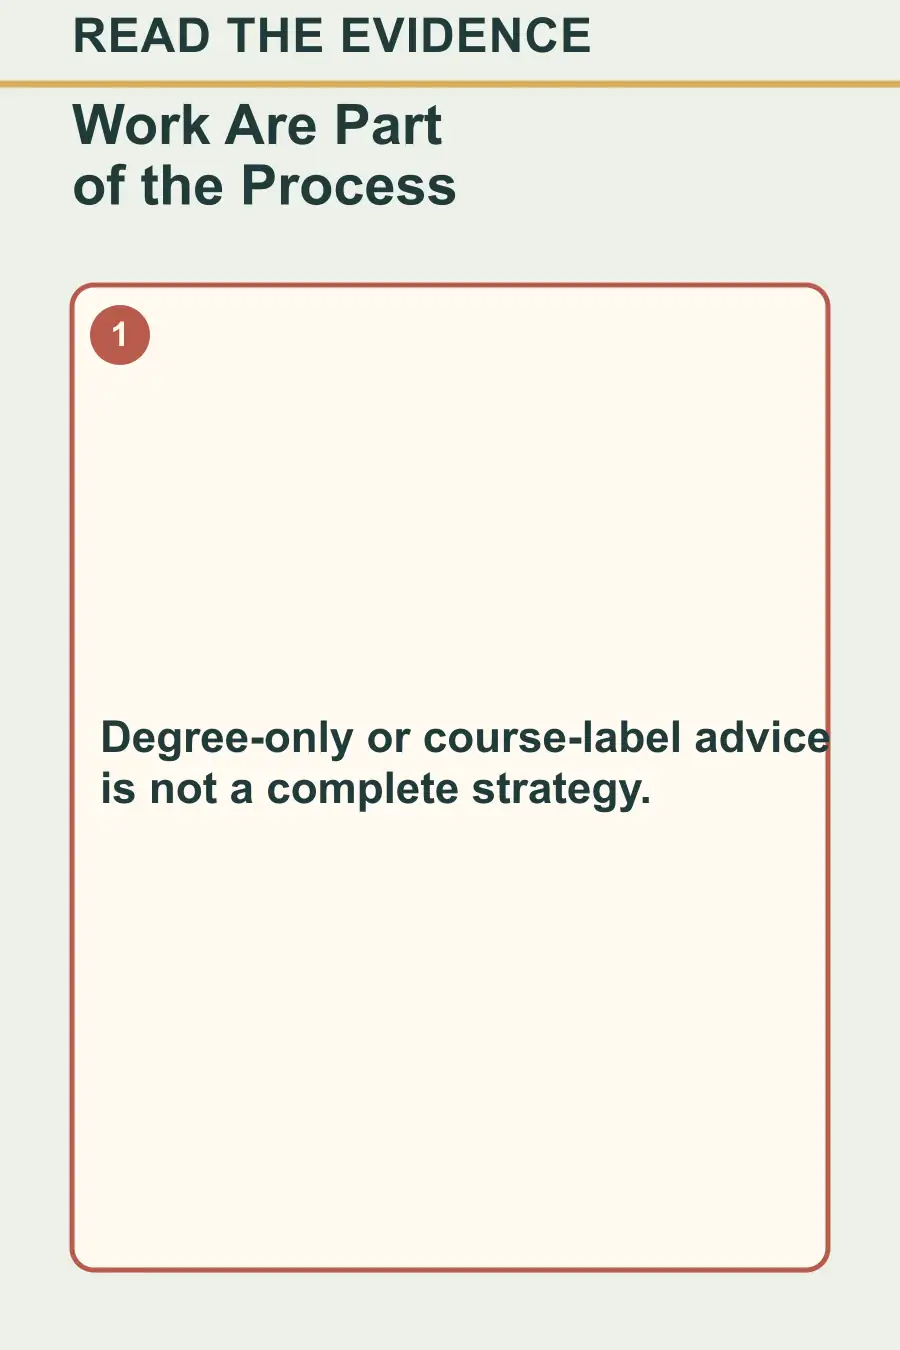 READ THE EVIDENCE
Work Are Part
of the Process
1
Degree-only or course-label advice
is not a complete strategy.